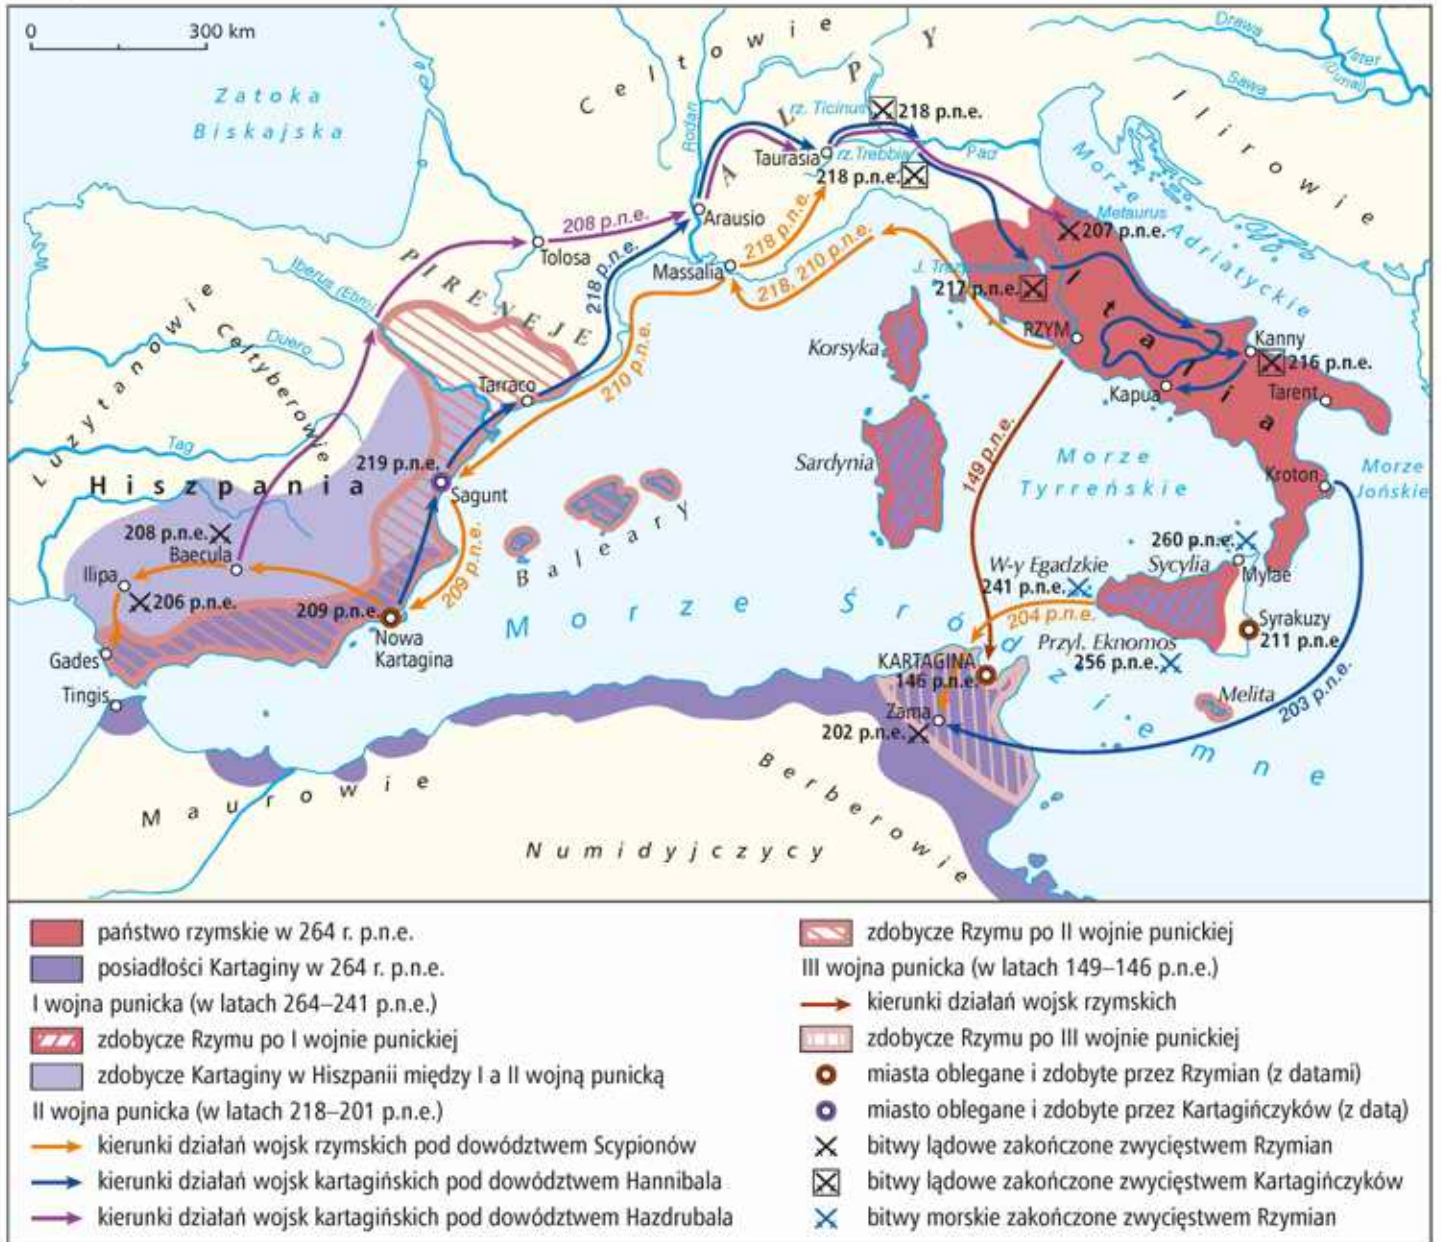 0 300 km
Zatoka
Biskajska
Celtowie
ALPY
Drawa
Ister
(Dunaj)
Sawa
Ilirowie
Rodan
rz. Ticinus
218 p.n.e.
Taurasia
rz. Trebbia
Pad
218 p.n.e.
Morze
Adriatyckie
Arausio
208 p.n.e.
Tolosa
218 p.n.e.
218 p.n.e.
Massalia
218, 210 p.n.e.
Metaurus
207 p.n.e.
217 p.n.e.
PIRENEJE
Iberus (Ebro)
Duero
Luzytanowie
Celtyberowie
Tarraco
210 p.n.e.
Korsyka
RZYM
Italia
Kanny
216 p.n.e.
Kapua
Tarent
Tag
219 p.n.e.
Sagunt
Hiszpania
Sardynia
149 p.n.e.
Morze
Tyrreńskie
Kroton
Morze
Jońskie
Baleary
208 p.n.e.
Baecula
Ilipa
206 p.n.e.
209 p.n.e.
209 p.n.e.
Nowa
Kartagina
Gades
Tingis
Morze Śródziemne
W-y Egadzkie
241 p.n.e.
260 p.n.e.
Sycylia
Mylae
204 p.n.e.
Syrakuzy
211 p.n.e
Przyl. Eknomos
256 p.n.e.
KARTAGINA
146 p.n.e.
Melita
203 p.n.e.
Zama
202 p.n.e.
Maurowie
Berberowie
Numidyjczycy
państwo rzymskie w 264 r. p.n.e.
posiadłości Kartaginy w 264 r. p.n.e.
I wojna punicka (w latach 264–241 p.n.e.)
zdobycze Rzymu po I wojnie punickiej
zdobycze Kartaginy w Hiszpanii między I a II wojną punicką
II wojna punicka (w latach 218–201 p.n.e.)
kierunki działań wojsk rzymskich pod dowództwem Scypionów
kierunki działań wojsk kartagińskich pod dowództwem Hannibala
kierunki działań wojsk kartagińskich pod dowództwem Hazdrubala
zdobycze Rzymu po II wojnie punickiej
III wojna punicka (w latach 149–146 p.n.e.)
kierunki działań wojsk rzymskich
zdobycze Rzymu po III wojnie punickiej
miasta oblegane i zdobyte przez Rzymian (z datami)
miasto oblegane i zdobyte przez Kartagińczyków (z datą)
bitwy lądowe zakończone zwycięstwem Rzymian
bitwy lądowe zakończone zwycięstwem Kartagińczyków
bitwy morskie zakończone zwycięstwem Rzymian